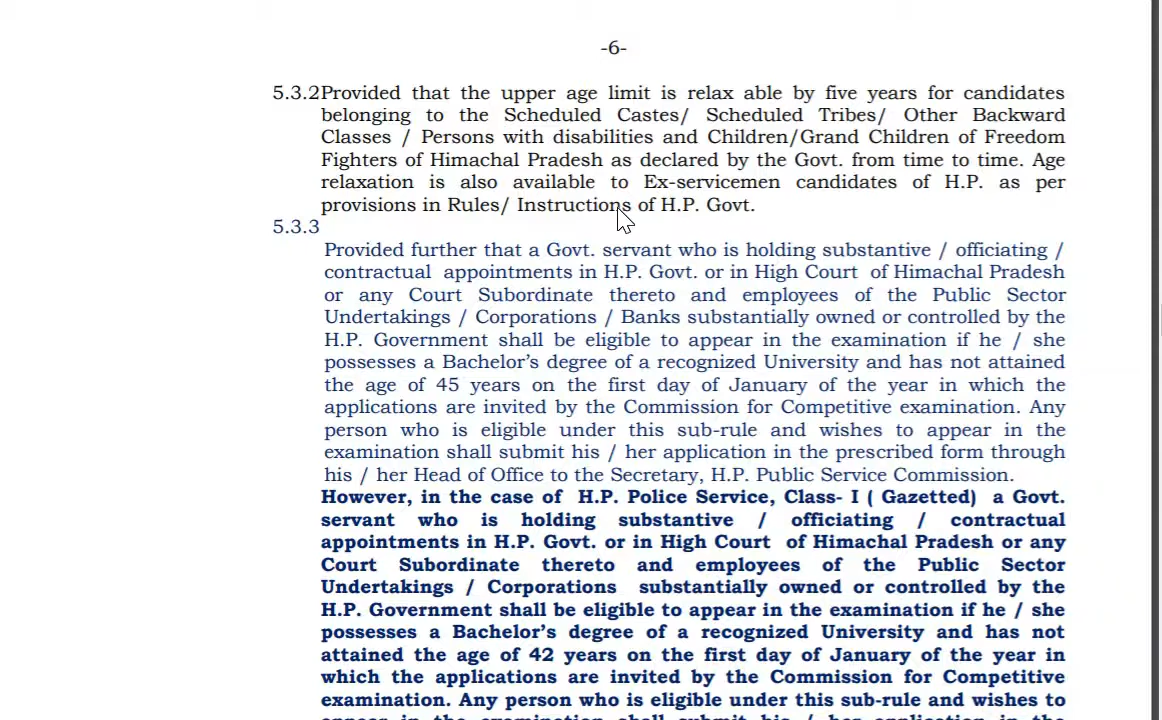 -6-
5.3.2Provided that the upper age limit is relax able by five years for candidates
belonging to the Scheduled Castes/ Scheduled Tribes/ Other Backward
Classes / Persons with disabilities and Children/Grand Children of Freedom
Fighters of Himachal Pradesh as declared by the Govt. from time to time. Age
relaxation is also available to Ex-servicemen candidates of H.P. as per
provisions in Rules/ Instructions of H.P. Govt.
5.3.3
Provided further that a Govt. servant who is holding substantive / officiating /
contractual appointments in H.P. Govt. or in High Court of Himachal Pradesh
or any Court Subordinate thereto and employees of the Public Sector
Undertakings / Corporations / Banks substantially owned or controlled by the
H.P. Government shall be eligible to appear in the examination if he / she
possesses a Bachelor's degree of a recognized University and has not attained
the age of 45 years on the first day of January of the year in which the
applications are invited by the Commission for Competitive examination. Any
person who is eligible under this sub-rule and wishes to appear in the
examination shall submit his / her application in the prescribed form through
his / her Head of Office to the Secretary, H.P. Public Service Commission.
However, in the case of H.P. Police Service, Class- I ( Gazetted) a Govt.
servant who is holding substantive / officiating / contractual
appointments in H.P. Govt. or in High Court of Himachal Pradesh or any
Court Subordinate thereto and employees of the Public Sector
Undertakings / Corporations substantially owned or controlled by the
H.P. Government shall be eligible to appear in the examination if he / she
possesses a Bachelor's degree of a recognized University and has not
attained the age of 42 years on the first day of January of the year in
which the applications are invited by the Commission for Competitive
examination. Any person who is eligible under this sub-rule and wishes to
appear in the examination shall submit his / her application in the